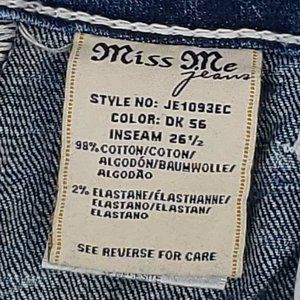 Miss Me
jeans
STYLE NO: JE1093EC
COLOR: DK 56
INSEAM 26½
98% COTTON/COTON/
ALGODÓN/BAUMWOLLE/
ALGODÃO
2% ELASTANE/ÉLASTHANNE/
ELASTANO/ELASTAN/
ELASTANO
SEE REVERSE FOR CARE